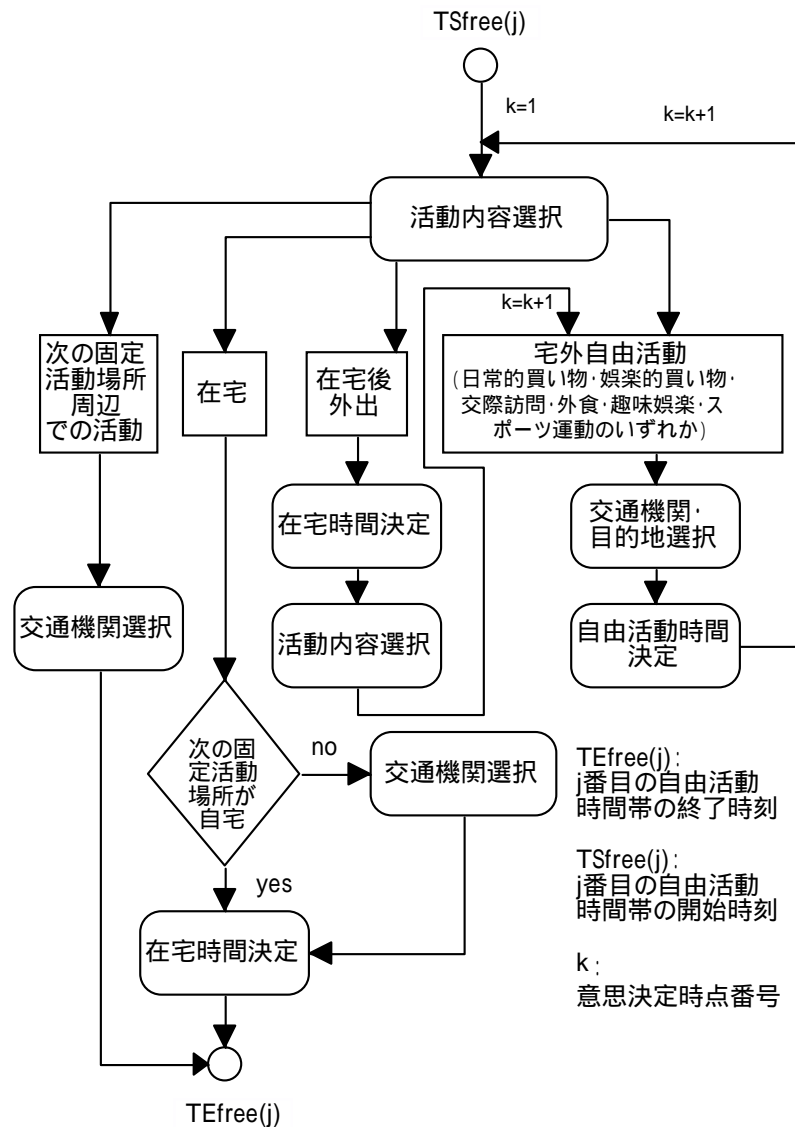 TSfree(j)
k=1
k=k+1
活動内容選択
k=k+1
次の固定
活動場所
周辺
での活動
在宅
在宅後
外出
宅外自由活動
(日常的買い物·娯楽的買い物·
交際訪問·外食·趣味娯楽·ス
ポーツ運動のいずれか)
在宅時間決定
交通機関·
目的地選択
交通機関選択
活動内容選択
自由活動時間
決定
次の固
定活動
場所が
自宅
no
交通機関選択
yes
在宅時間決定
TEfree(j)
TEfree(j):
j番目の自由活動
時間帯の終了時刻
TSfree(j):
j番目の自由活動
時間帯の開始時刻
k:
意思決定時点番号